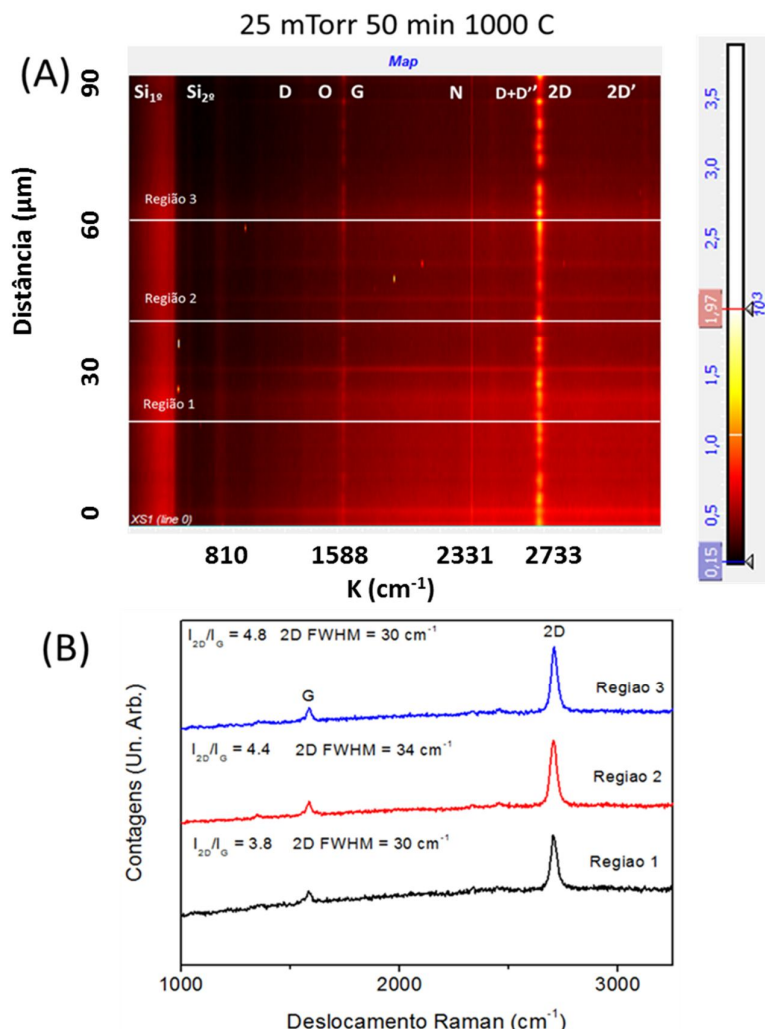 25 mTorr 50 min 1000 C
(A)
Map
Si1º Si2º D O G N D+D'' 2D 2D'
90
60
30
0
Distância (µm)
Região 3
Região 2
Região 1
XS1 (line 0)
810 1588 2331 2733
K (cm-1)
3,5
3,0
2,5
1,97
10^3
1,5
1,0
0,5
0,15
(B)
I2D/IG = 4.8 2D FWHM = 30 cm-1
2D
G
Regiao 3
I2D/IG = 4.4 2D FWHM = 34 cm-1
Regiao 2
I2D/IG = 3.8 2D FWHM = 30 cm-1
Regiao 1
Contagens (Un. Arb.)
1000 2000 3000
Deslocamento Raman (cm-1)